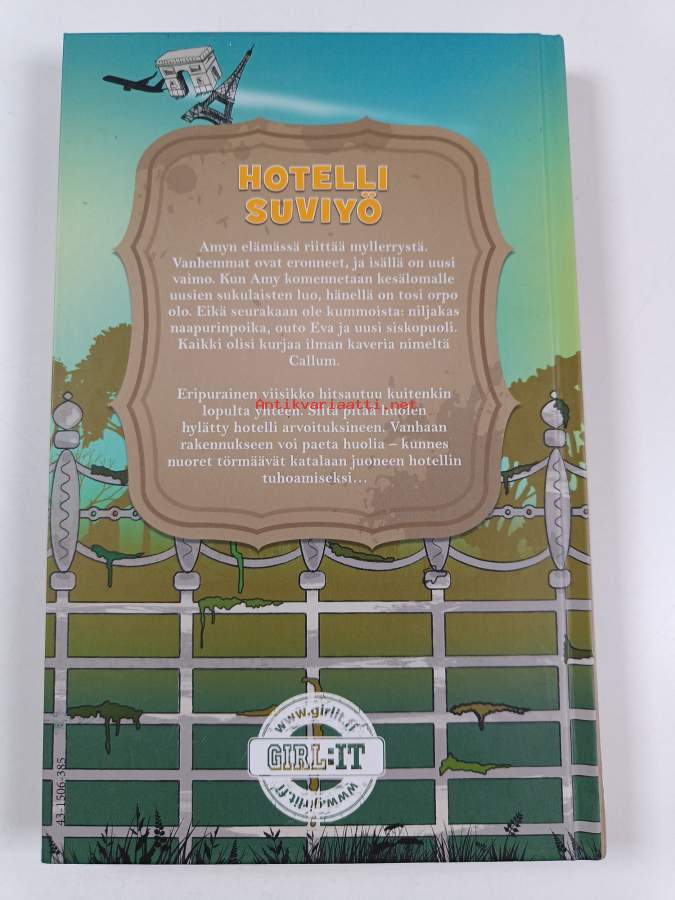 HOTELLI
SUVIYÖ
Amyn elämässä riittää myllerrystä.
Vanhemmat ovat eronneet, ja isällä on uusi
vaimo. Kun Amy komennetaan kesälomalle
uusien sukulaisten luo, hänellä on tosi orpo
olo. Eikä seurakaan ole kummoista: niljakas
naapurinpoika, outo Eva ja uusi siskopuoli.
Kaikki olisi kurjaa ilman kaveria nimeltä
Callum.
Eripurainen viisikko hitsautuu kuitenkin
Antikvariaatti.net
lopulta yhteen. Siitä pitää huolen
hylätty hotelli arvoituksineen. Vanhaan
rakennukseen voi paeta huolia – kunnes
nuoret törmäävät katalaan juoneen hotellin
tuhoamiseksi...
www.girlit.fi
GIRL:IT
www.girlit.fi
43-1506-385